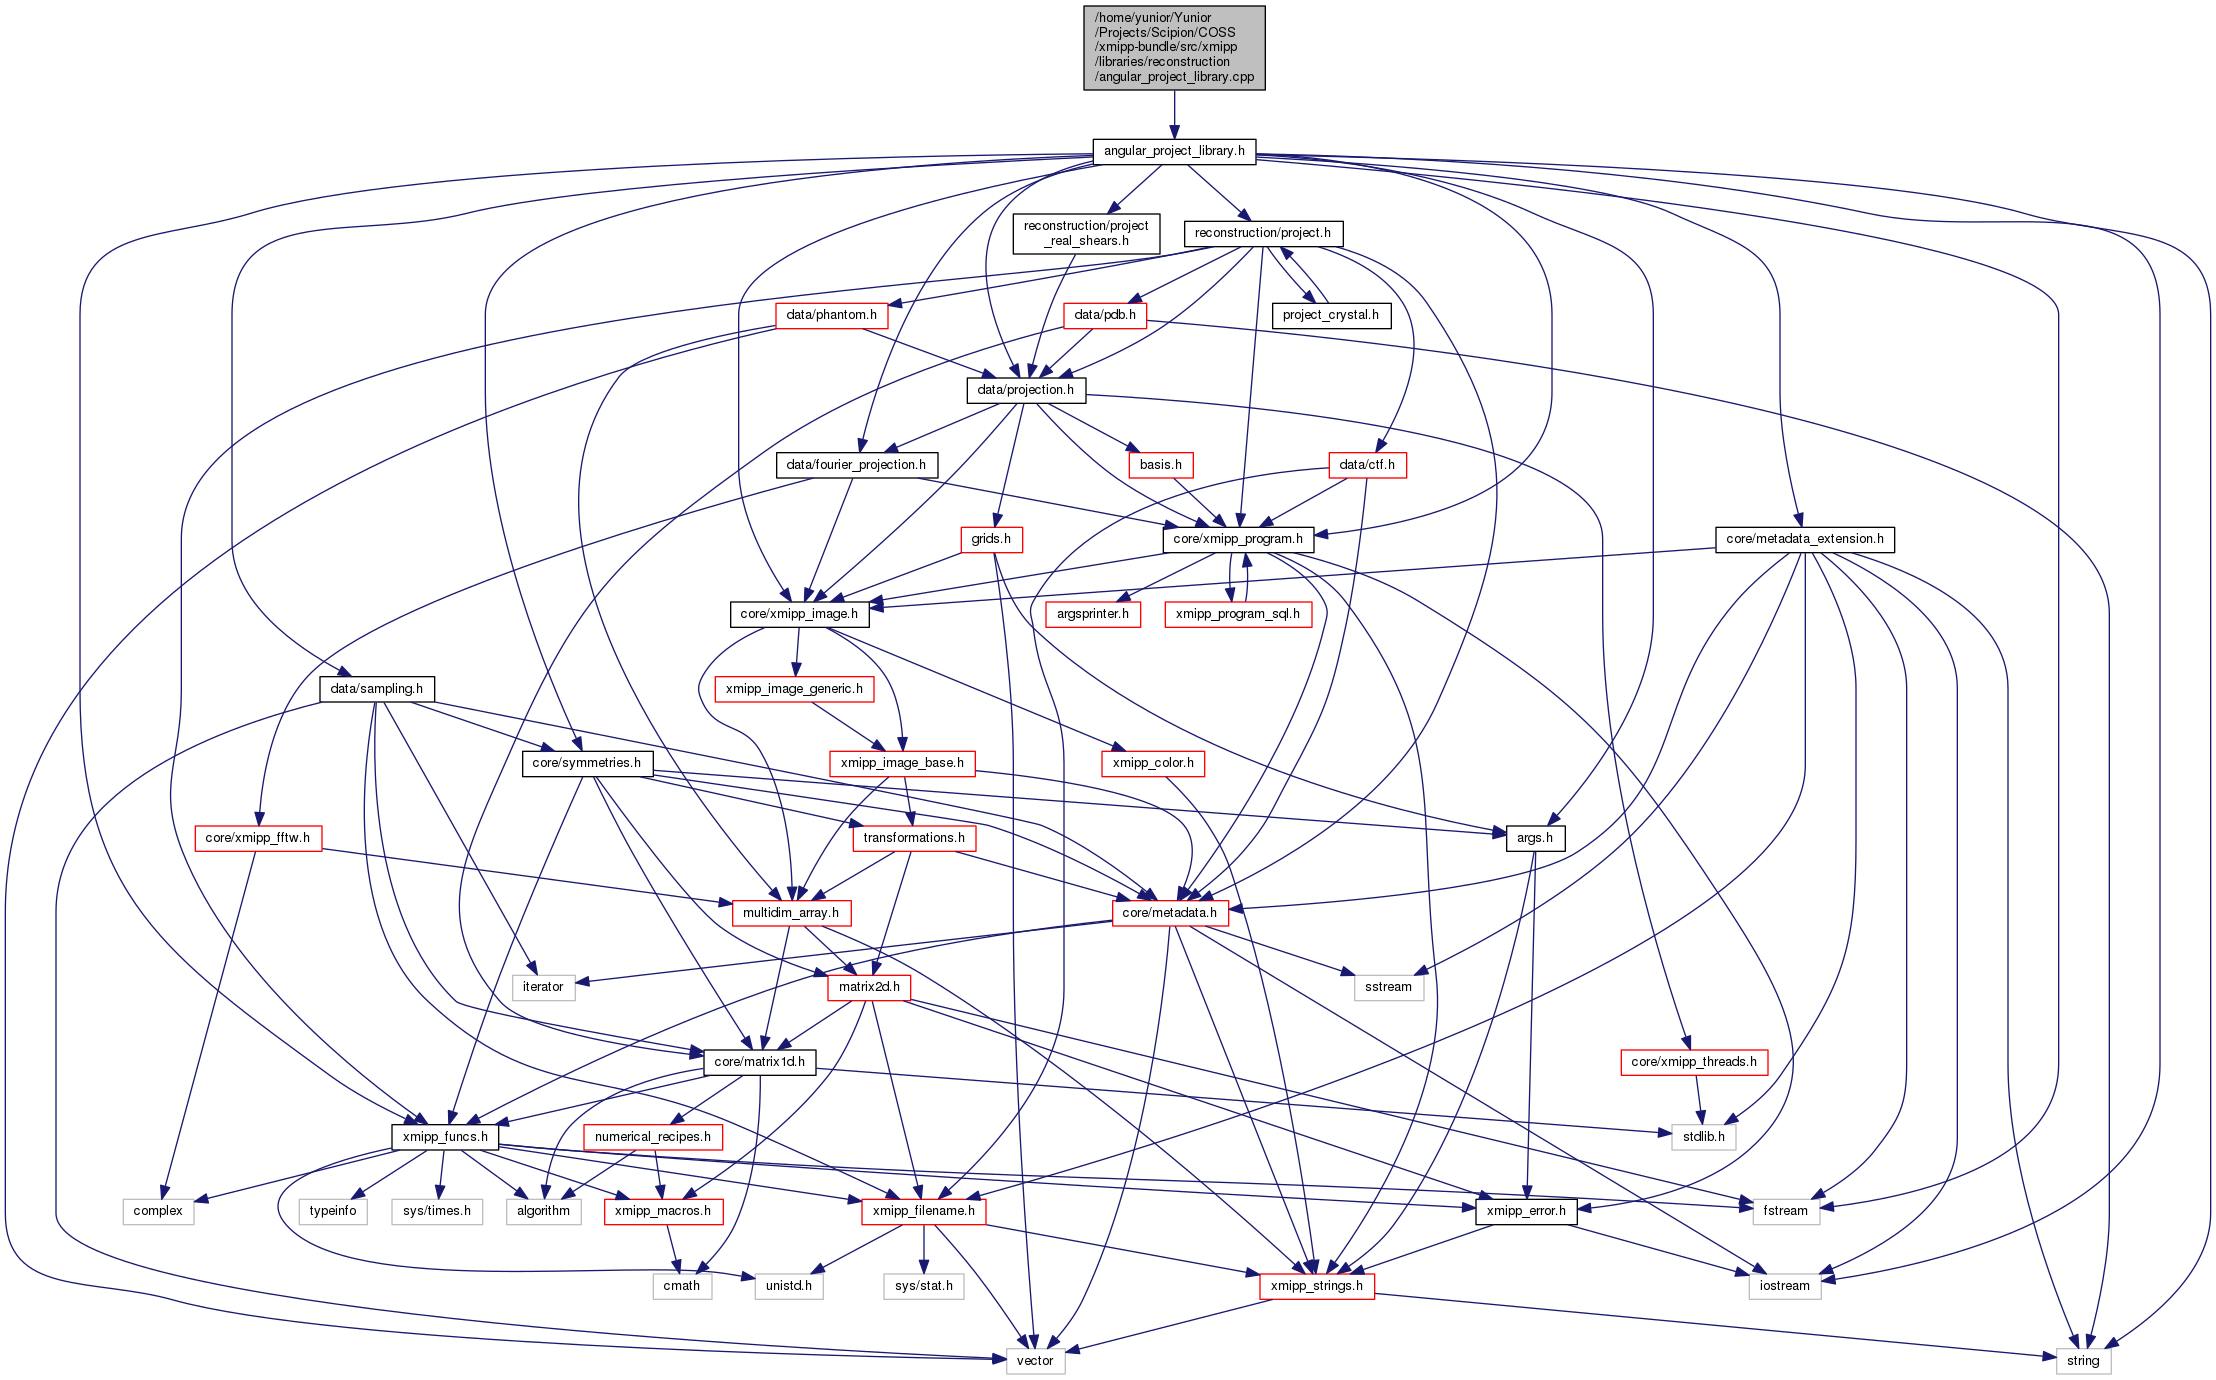 /home/yunior/Yunior
/Projects/Scipion/COSS
/xmipp-bundle/src/xmipp
/libraries/reconstruction
/angular_project_library.cpp
angular_project_library.h
reconstruction/project
_real_shears.h
reconstruction/project.h
data/phantom.h
data/pdb.h
project_crystal.h
data/projection.h
data/fourier_projection.h
basis.h
data/ctf.h
grids.h
core/xmipp_program.h
core/metadata_extension.h
core/xmipp_image.h
argsprinter.h
xmipp_program_sql.h
data/sampling.h
xmipp_image_generic.h
core/symmetries.h
xmipp_image_base.h
xmipp_color.h
core/xmipp_fftw.h
transformations.h
args.h
multidim_array.h
core/metadata.h
iterator
matrix2d.h
sstream
core/matrix1d.h
core/xmipp_threads.h
xmipp_funcs.h
numerical_recipes.h
stdlib.h
complex
typeinfo
sys/times.h
algorithm
xmipp_macros.h
xmipp_filename.h
xmipp_error.h
fstream
cmath
unistd.h
sys/stat.h
xmipp_strings.h
iostream
vector
string